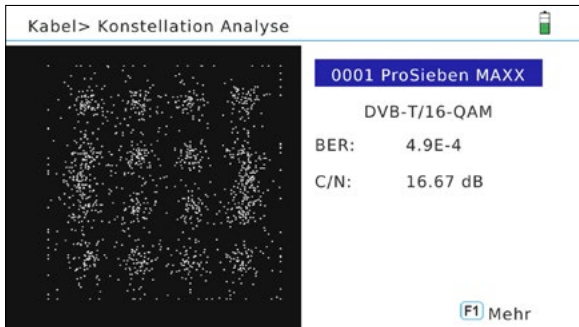 Kabel> Konstellation Analyse
0001 ProSieben MAXX
DVB-T/16-QAM
BER: 4.9E-4
C/N: 16.67 dB
F1 Mehr